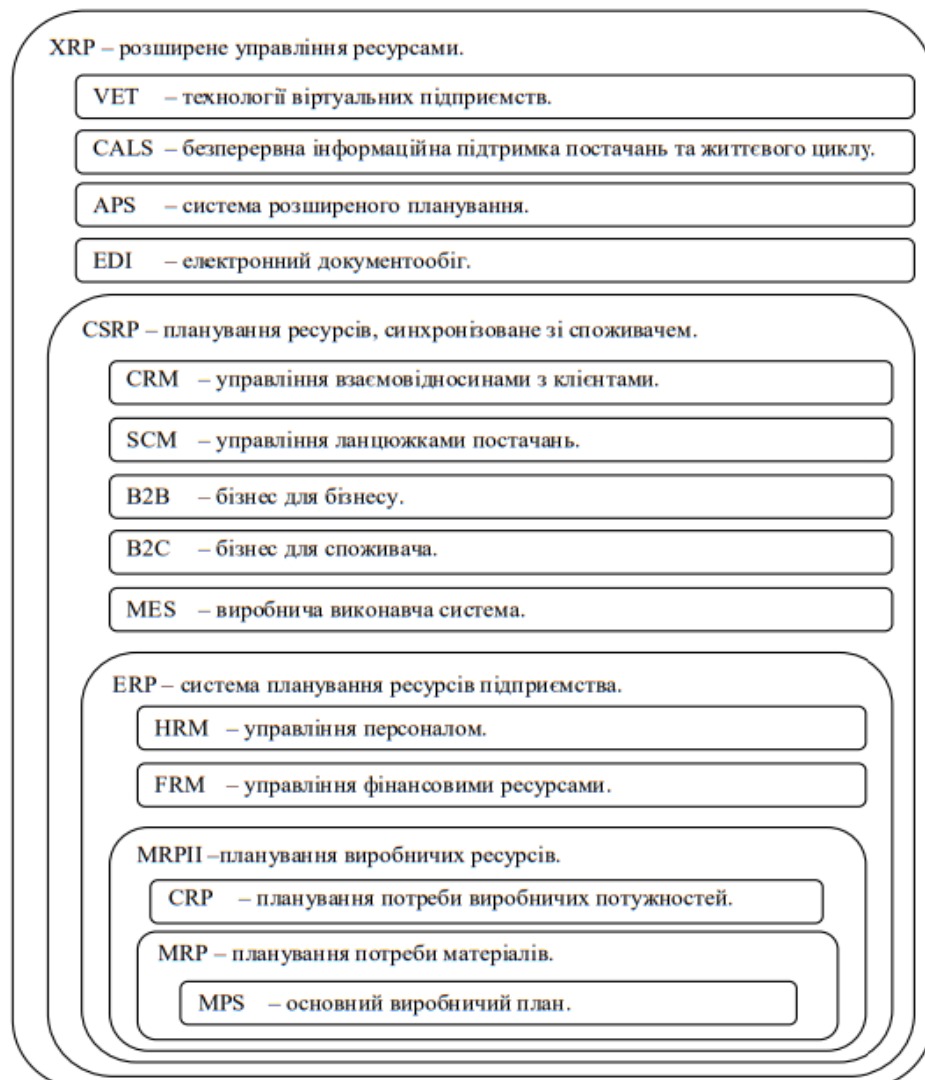 XRP – розширене управління ресурсами.
VET – технології віртуальних підприємств.
CALS – безперервна інформаційна підтримка постачань та життєвого циклу.
APS – система розширеного планування.
EDI – електронний документообіг.
CSRP – планування ресурсів, синхронізоване зі споживачем.
CRM – управління взаємовідносинами з клієнтами.
SCM – управління ланцюжками постачань.
B2B – бізнес для бізнесу.
B2C – бізнес для споживача.
MES – виробнича виконавча система.
ERP – система планування ресурсів підприємства.
HRM – управління персоналом.
FRM – управління фінансовими ресурсами.
MRPII –планування виробничих ресурсів.
CRP – планування потреби виробничих потужностей.
MRP – планування потреби матеріалів.
MPS – основний виробничий план.